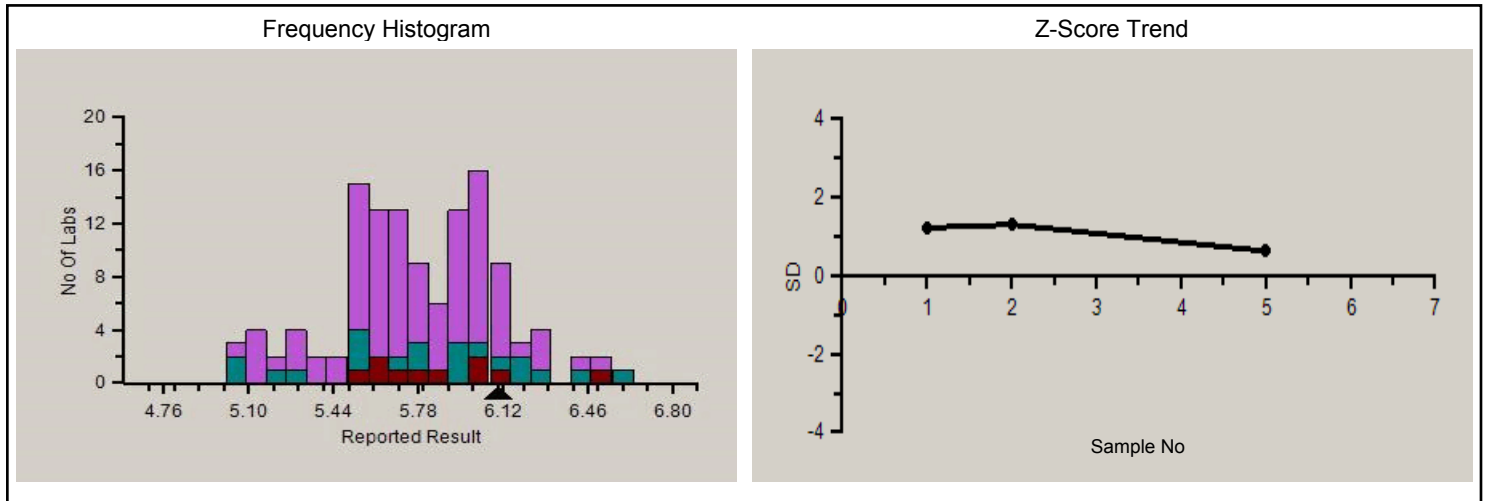 Frequency Histogram
20
16
12
8
4
0
No Of Labs
4.76 5.10 5.44 5.78 6.12 6.46 6.80
Reported Result
Z-Score Trend
4
2
0
-2
-4
SD
0 1 2 3 4 5 6 7
Sample No